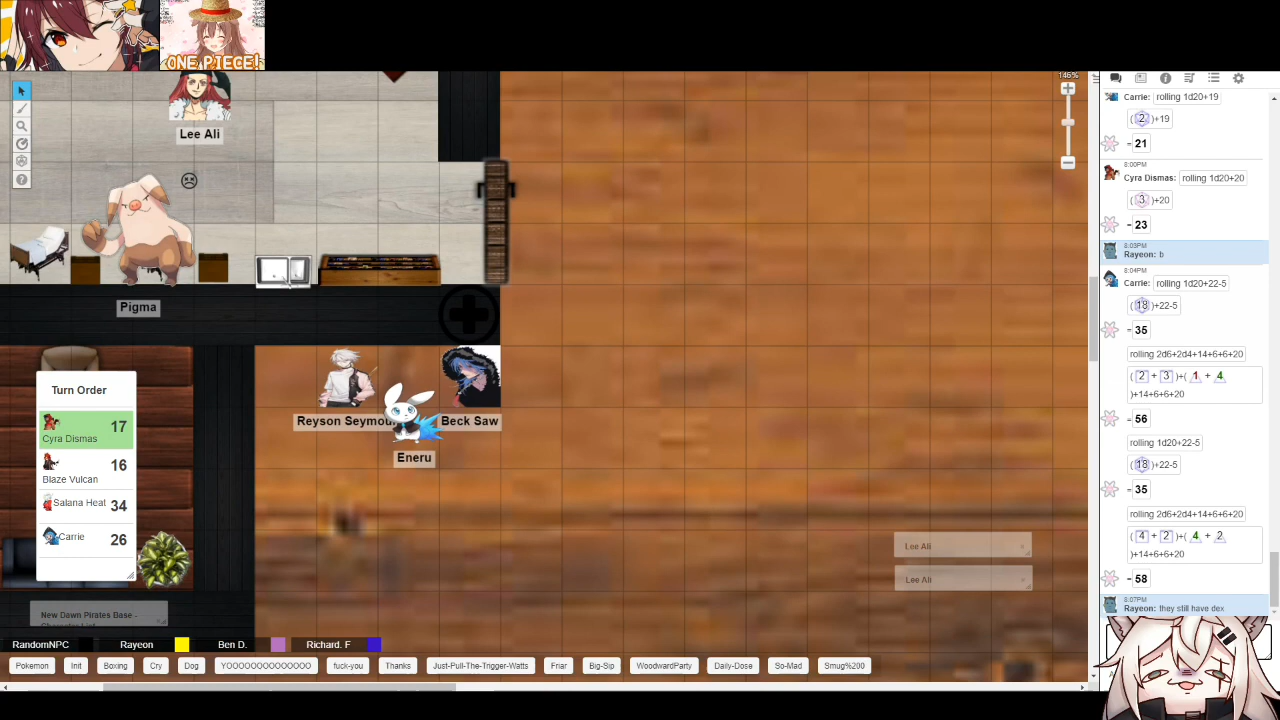 ONE PIECE!
146%
Lee Ali
Pigma
Reyson Seymou
Beck Saw
Eneru
Turn Order
Cyra Dismas 17
Blaze Vulcan 16
Salana Heat 34
Carrie 26
New Dawn Pirates Base -
Lee Ali
Lee Ali
RandomNPC
Rayeon
Ben D.
Richard. F
Pokemon
Init
Boxing
Cry
Dog
YOOOOOOOOOOOOOO
fuck-you
Thanks
Just-Pull-The-Trigger-Watts
Friar
Big-Sip
WoodwardParty
Daily-Dose
So-Mad
Smug%200
Carrie: rolling 1d20+19
(2)+19
= 21
8:00PM
Cyra Dismas: rolling 1d20+20
(3)+20
= 23
8:03PM
Rayeon: b
8:04PM
Carrie: rolling 1d20+22-5
(18)+22-5
= 35
rolling 2d6+2d4+14+6+6+20
(2+3)+(1+4
)+14+6+6+20
= 56
rolling 1d20+22-5
(18)+22-5
= 35
rolling 2d6+2d4+14+6+6+20
(4+2)+(4+2
)+14+6+6+20
= 58
8:07PM
Rayeon: they still have dex